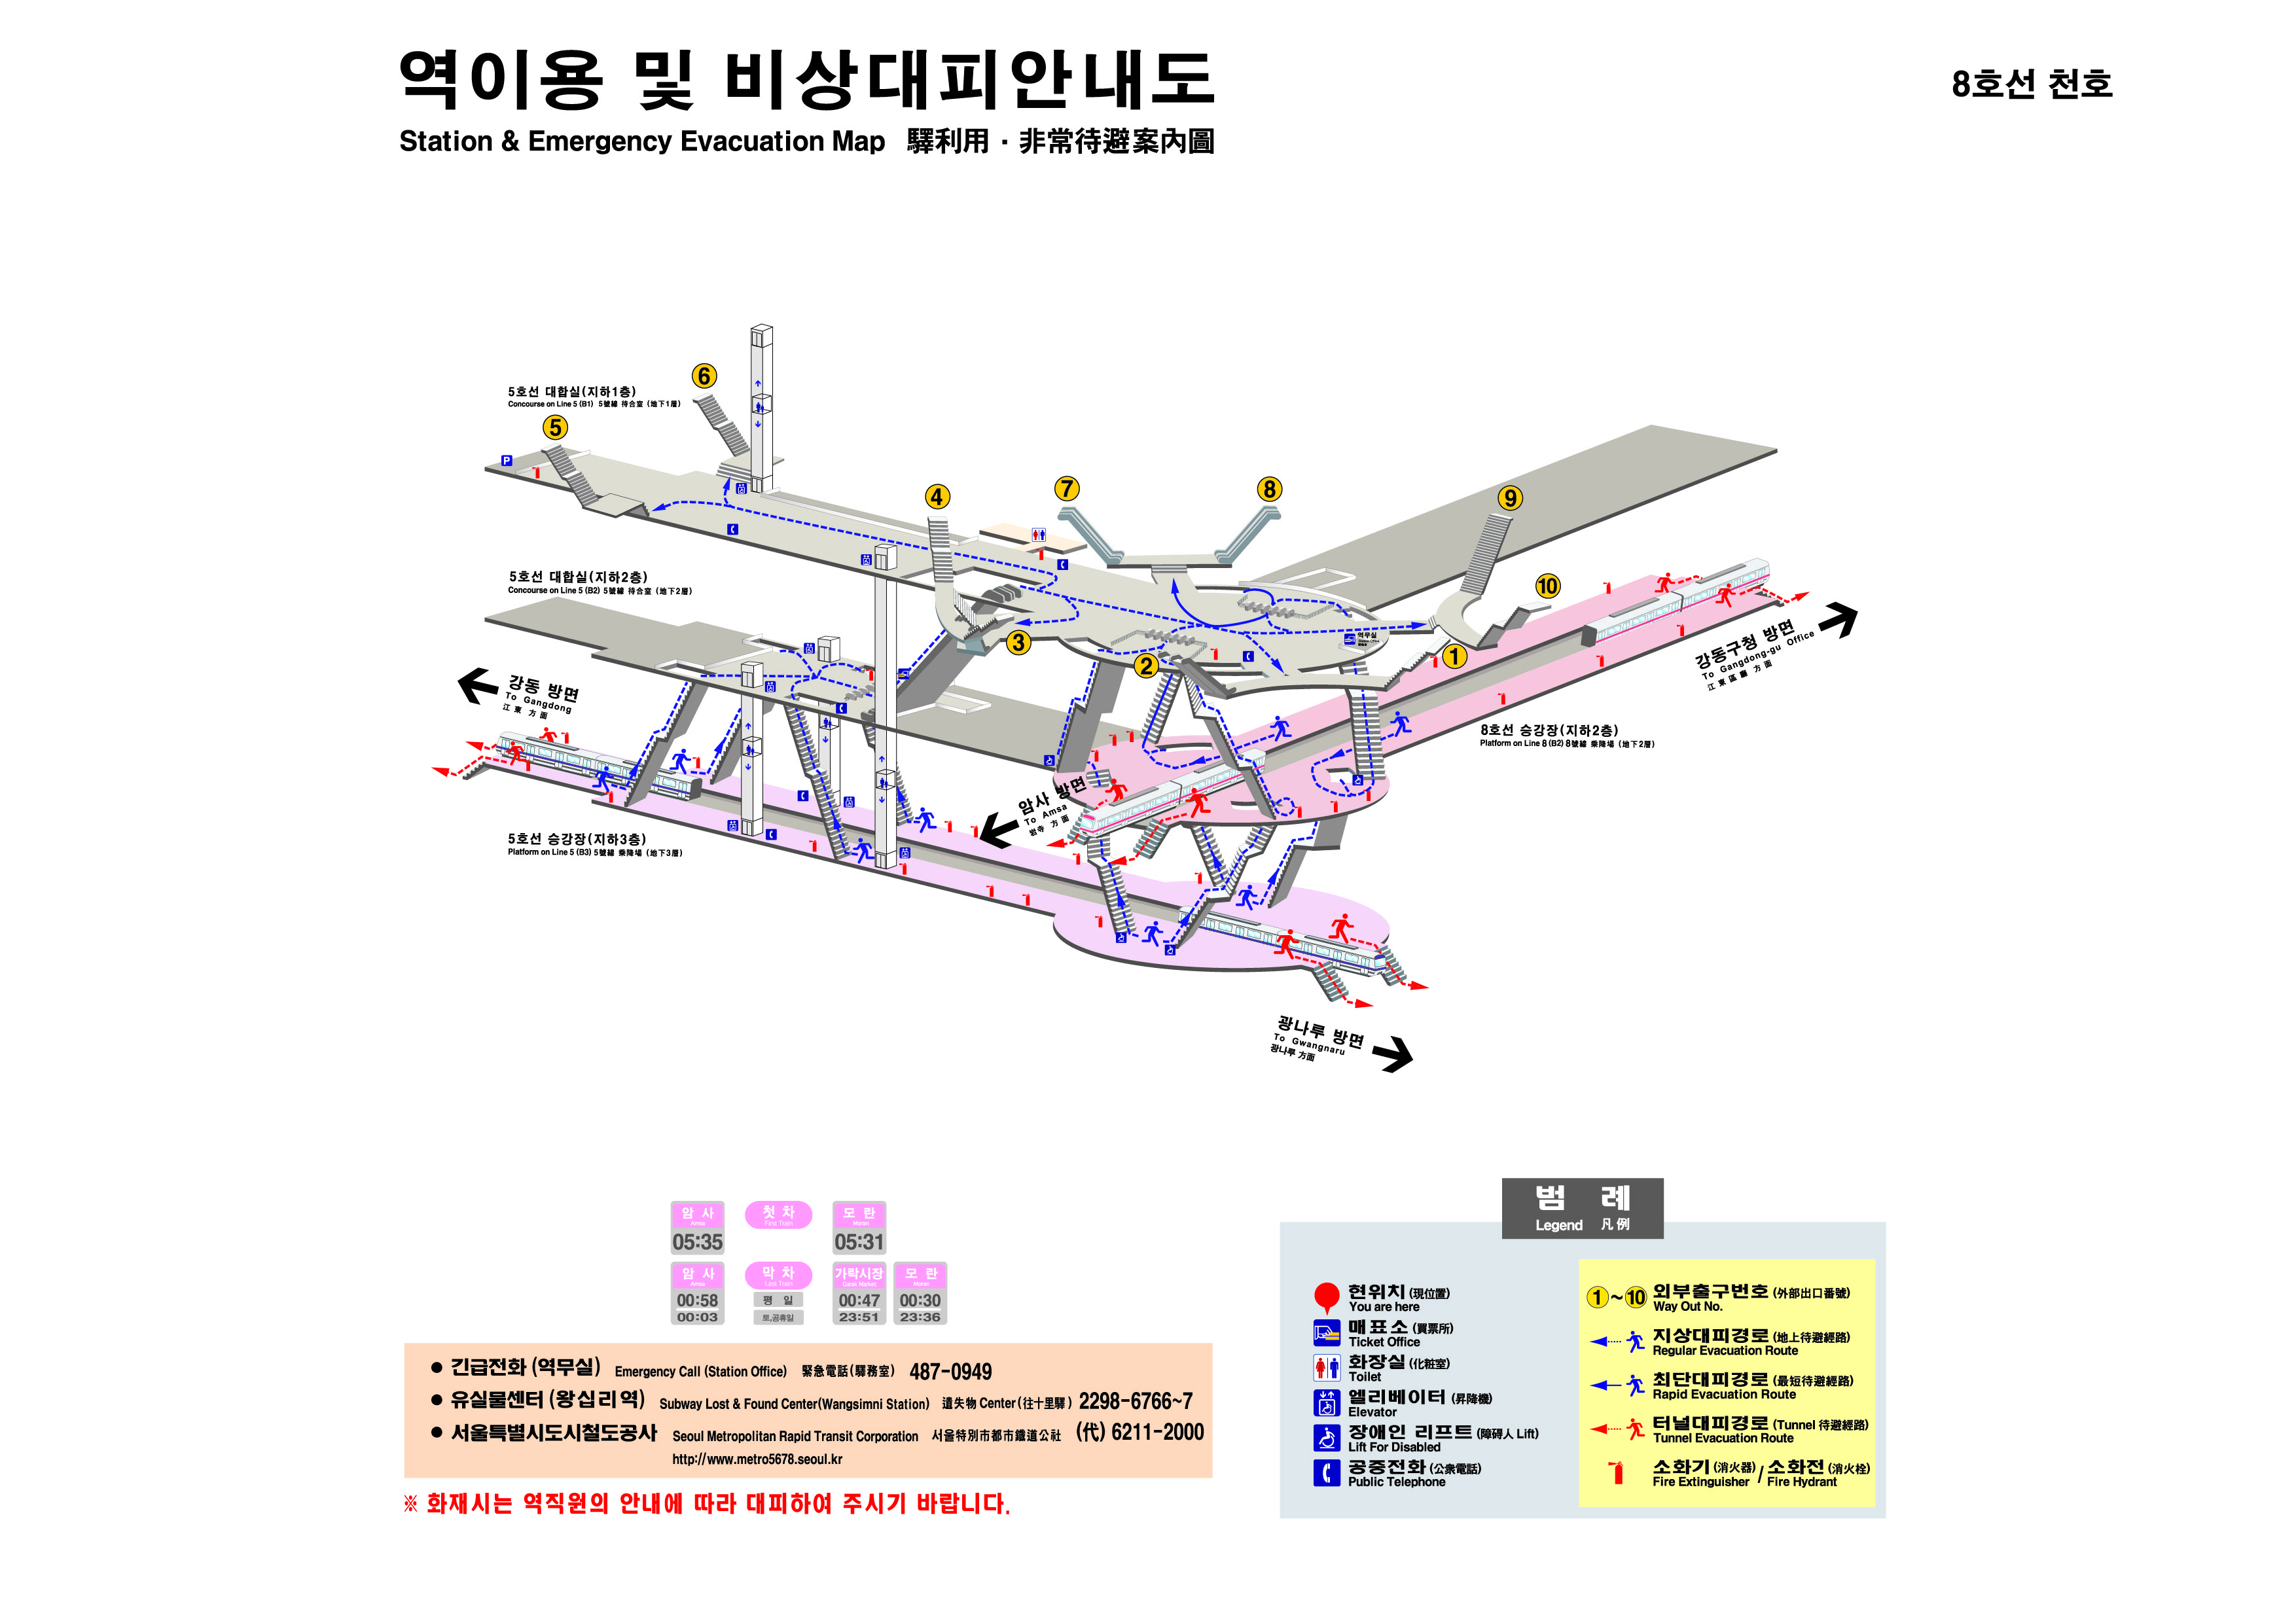 역이용 및 비상대피안내도
Station & Emergency Evacuation Map 驛利用 · 非常待避案內圖
8호선 천호
6
5호선 대합실(지하1층)
Concourse on Line 5 (B1) 5號線 待合室 (地下1層)
5
4
7
8
9
P
5호선 대합실(지하2층)
Concourse on Line 5 (B2) 5號線 待合室 (地下2層)
10
3
역무실
2
1
강동구청 방면
To Gangdong-gu Office
江東區廳 方面
강동 방면
To Gangdong
江東 方面
8호선 승강장(지하2층)
Platform on Line 8 (B2) 8號線 乘降場 (地下2層)
암사 방면
To Amsa
岩寺 方面
5호선 승강장(지하3층)
Platform on Line 5 (B3) 5號線 乘降場 (地下3層)
광나루 방면
To Gwangnaru
광나루 方面
암 사
Amsa
05:35
첫 차
First Train
모 란
Moran
05:31
암 사
Amsa
00:58
00:03
막 차
Last Train
평 일
토,공휴일
가락시장
Garak Market
00:47
23:51
모 란
Moran
00:30
23:36
● 긴급전화 (역무실) Emergency Call (Station Office) 緊急電話(驛務室) 487-0949
● 유실물센터 (왕십리역) Subway Lost & Found Center(Wangsimni Station) 遺失物 Center(往十里驛) 2298-6766~7
● 서울특별시도시철도공사 Seoul Metropolitan Rapid Transit Corporation 서울特別市都市鐵道公社 (代) 6211-2000
http://www.metro5678.seoul.kr
※ 화재시는 역직원의 안내에 따라 대피하여 주시기 바랍니다.
범 례
Legend 凡例
현위치 (現位置)
You are here
매표소 (買票所)
Ticket Office
화장실 (化粧室)
Toilet
엘리베이터 (昇降機)
Elevator
장애인 리프트 (障碍人 Lift)
Lift For Disabled
공중전화 (公衆電話)
Public Telephone
1~10 외부출구번호 (外部出口番號)
Way Out No.
지상대피경로 (地上待避經路)
Regular Evacuation Route
최단대피경로 (最短待避經路)
Rapid Evacuation Route
터널대피경로 (Tunnel 待避經路)
Tunnel Evacuation Route
소화기 (消火器) / 소화전 (消火栓)
Fire Extinguisher / Fire Hydrant